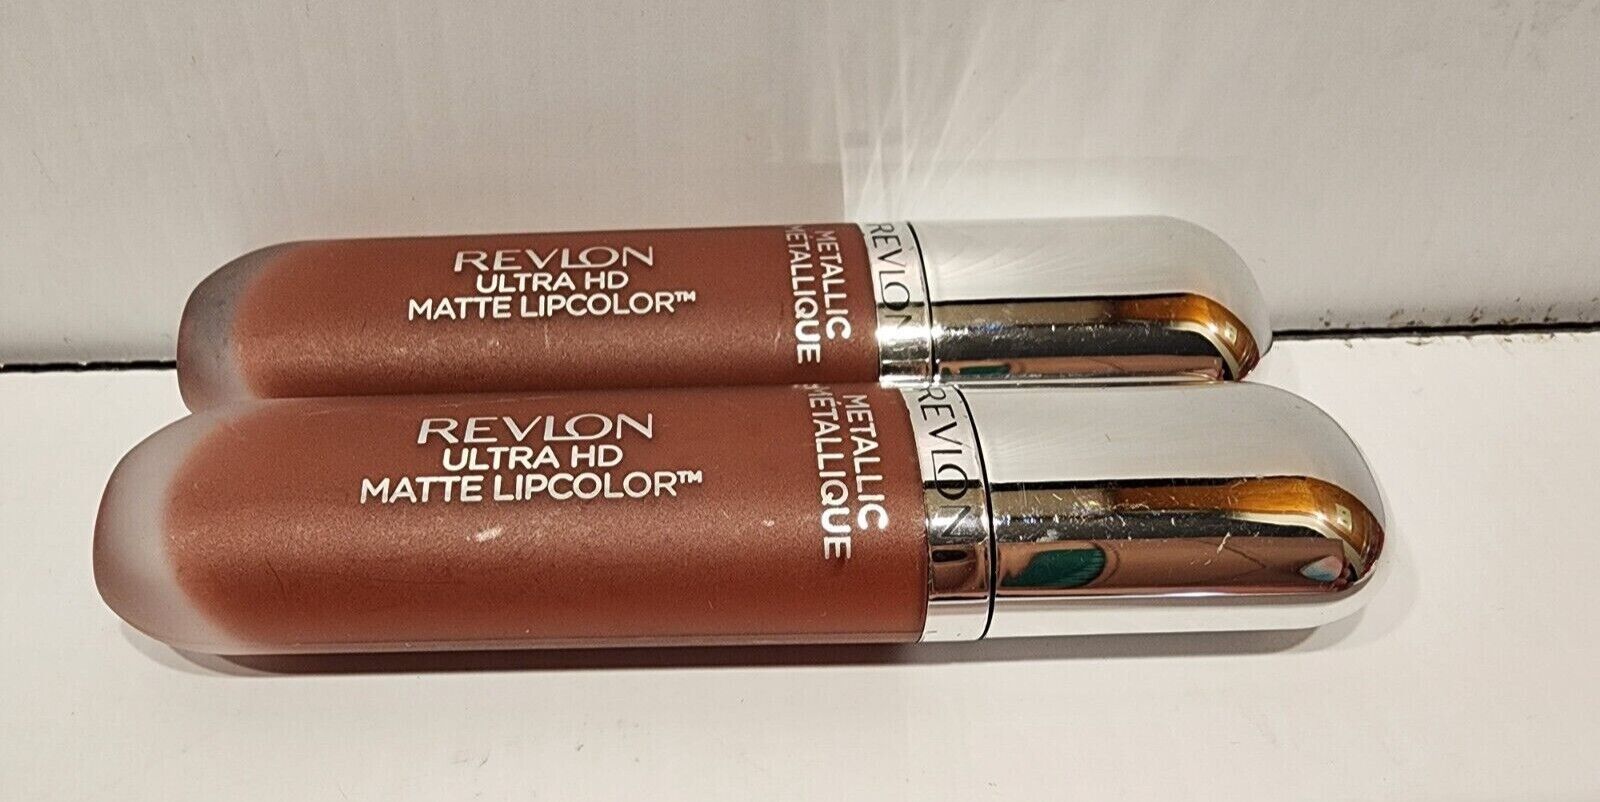 REVLON
ULTRA HD
MATTE LIPCOLOR™
METALLIC
MÉTALLIQUE
REVLON
REVLON
ULTRA HD
MATTE LIPCOLOR™
METALLIC
MÉTALLIQUE
REVLON